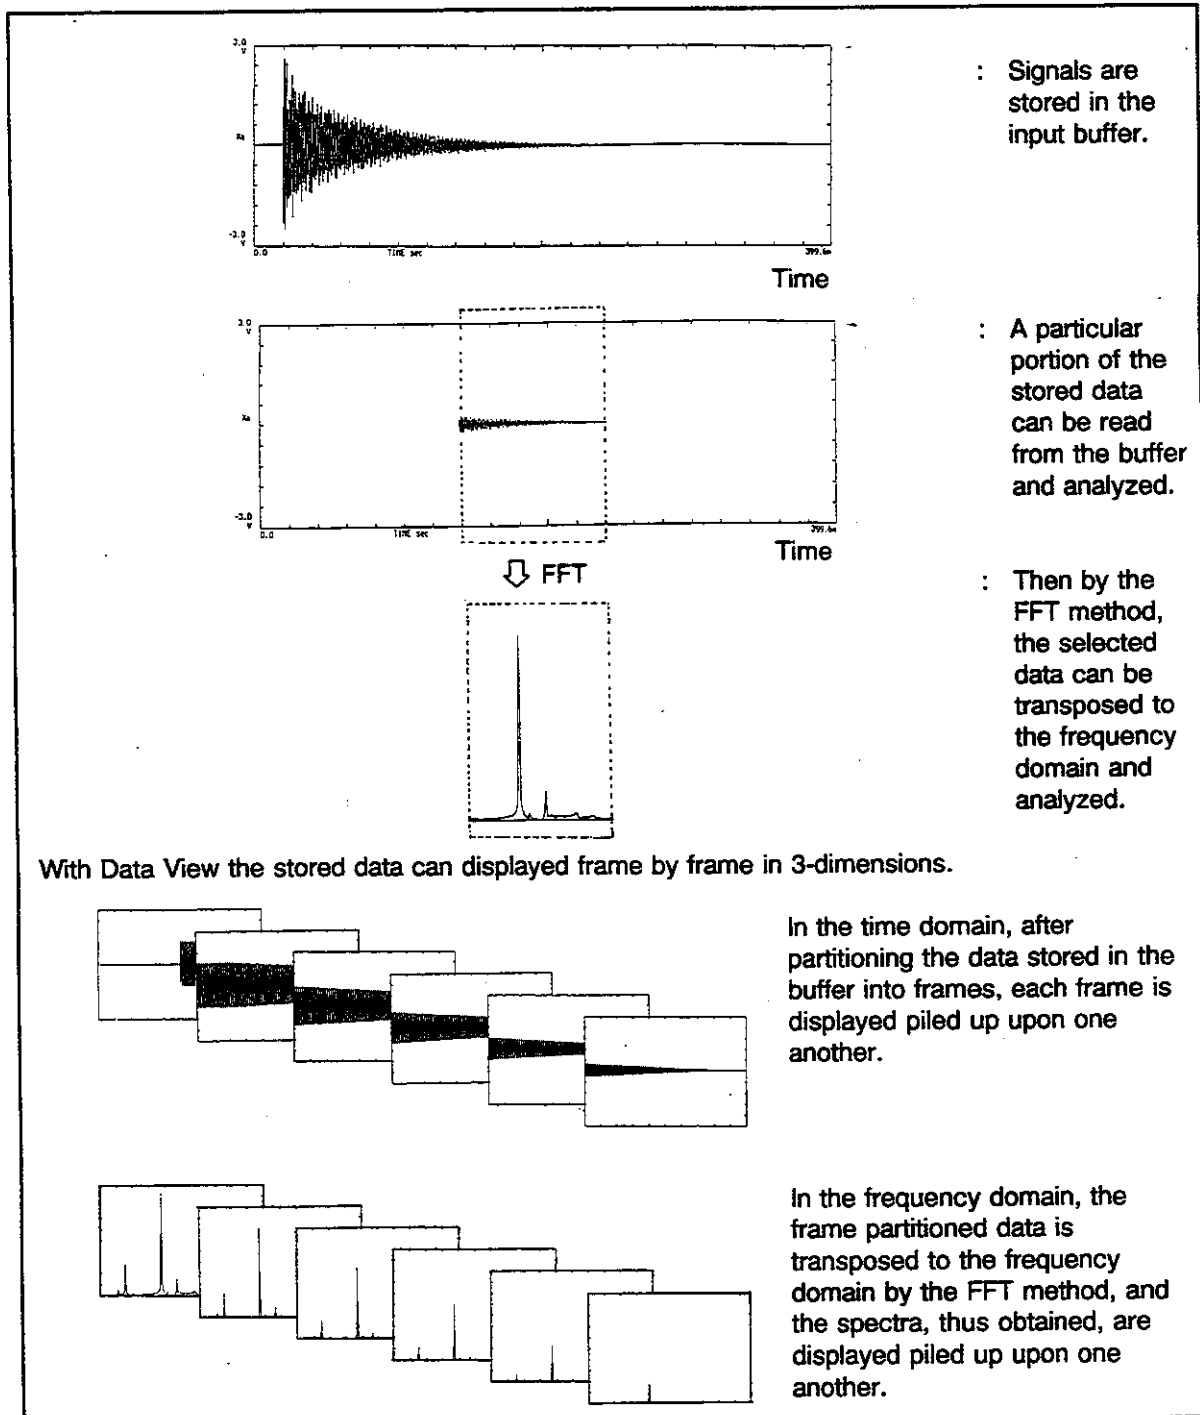 3.0
V
Xa
-3.0
V
0.0
TIME sec
399.6m
Time
: Signals are
stored in the
input buffer.
3.0
V
Xa
-3.0
V
0.0
TIME sec
399.6m
Time
: A particular
portion of the
stored data
can be read
from the buffer
and analyzed.
FFT
: Then by the
FFT method,
the selected
data can be
transposed to
the frequency
domain and
analyzed.
With Data View the stored data can displayed frame by frame in 3-dimensions.
In the time domain, after
partitioning the data stored in the
buffer into frames, each frame is
displayed piled up upon one
another.
In the frequency domain, the
frame partitioned data is
transposed to the frequency
domain by the FFT method, and
the spectra, thus obtained, are
displayed piled up upon one
another.